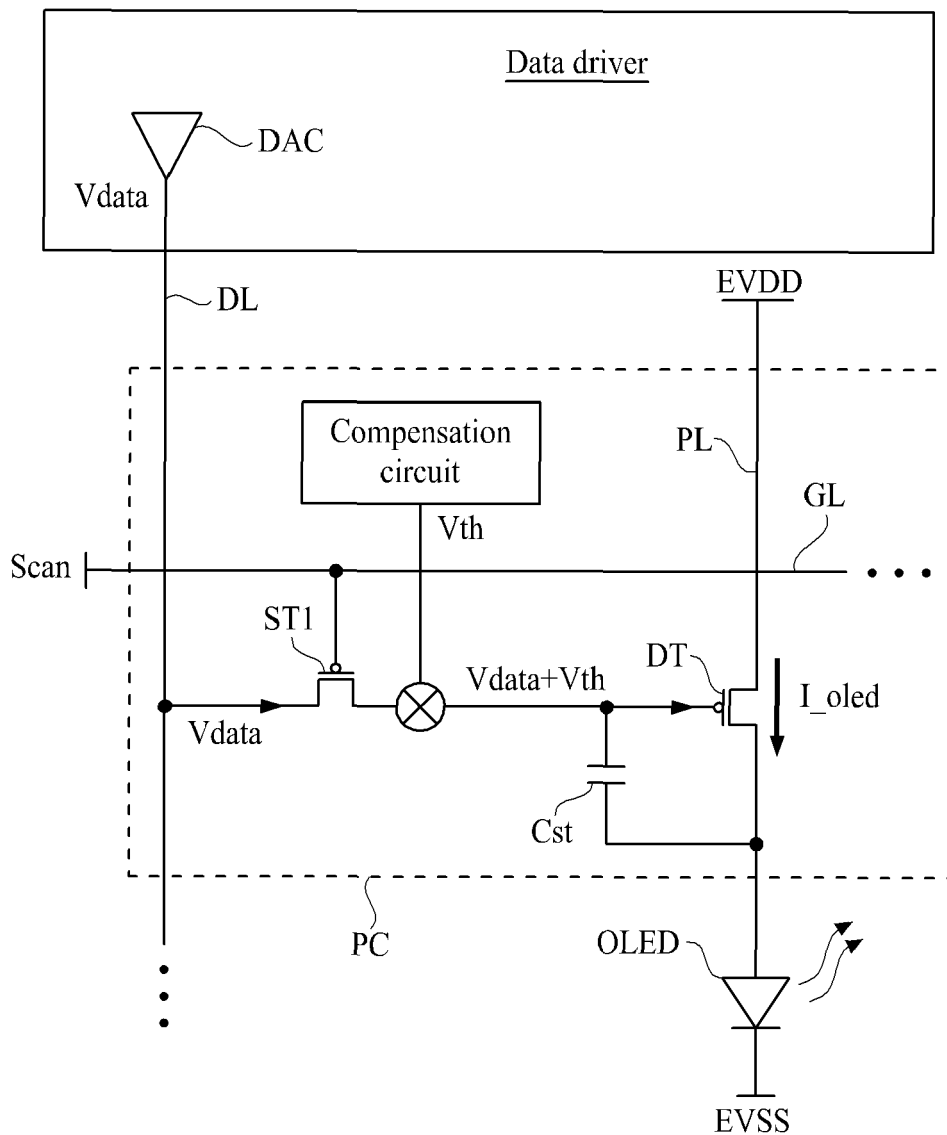 Data driver
DAC
Vdata
DL
EVDD
Compensation
circuit
PL
Vth
GL
Scan
ST1
Vdata+Vth
DT
I_oled
Vdata
Cst
PC
OLED
EVSS